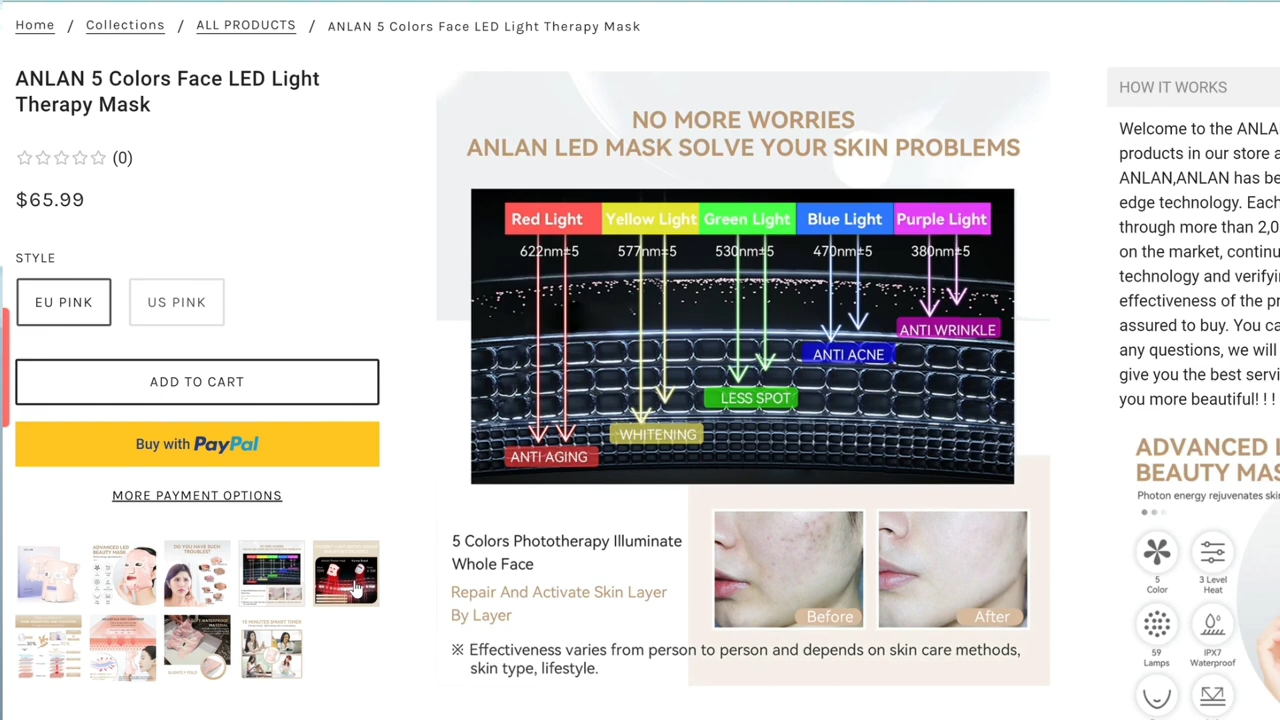 Home / Collections / ALL PRODUCTS / ANLAN 5 Colors Face LED Light Therapy Mask
ANLAN 5 Colors Face LED Light
Therapy Mask
(0)
$65.99
STYLE
EU PINK
US PINK
ADD TO CART
Buy with PayPal
MORE PAYMENT OPTIONS
NO MORE WORRIES
ANLAN LED MASK SOLVE YOUR SKIN PROBLEMS
Red Light Yellow Light Green Light Blue Light Purple Light
622nm±5 577nm±5 530nm±5 470nm±5 380nm±5
ANTI WRINKLE
ANTI ACNE
LESS SPOT
WHITENING
ANTI AGING
5 Colors Phototherapy Illuminate
Whole Face
Repair And Activate Skin Layer
By Layer
Before
After
※ Effectiveness varies from person to person and depends on skin care methods,
skin type, lifestyle.
HOW IT WORKS
Welcome to the ANLA
products in our store a
ANLAN,ANLAN has be
edge technology. Each
through more than 2,0
on the market, continu
technology and verifyi
effectiveness of the pr
assured to buy. You ca
any questions, we will
give you the best servi
you more beautiful! ! !
ADVANCED L
BEAUTY MAS
Photon energy rejuvenates skin
5
Color
3 Level
Heat
59
Lamps
IPX7
Waterproof